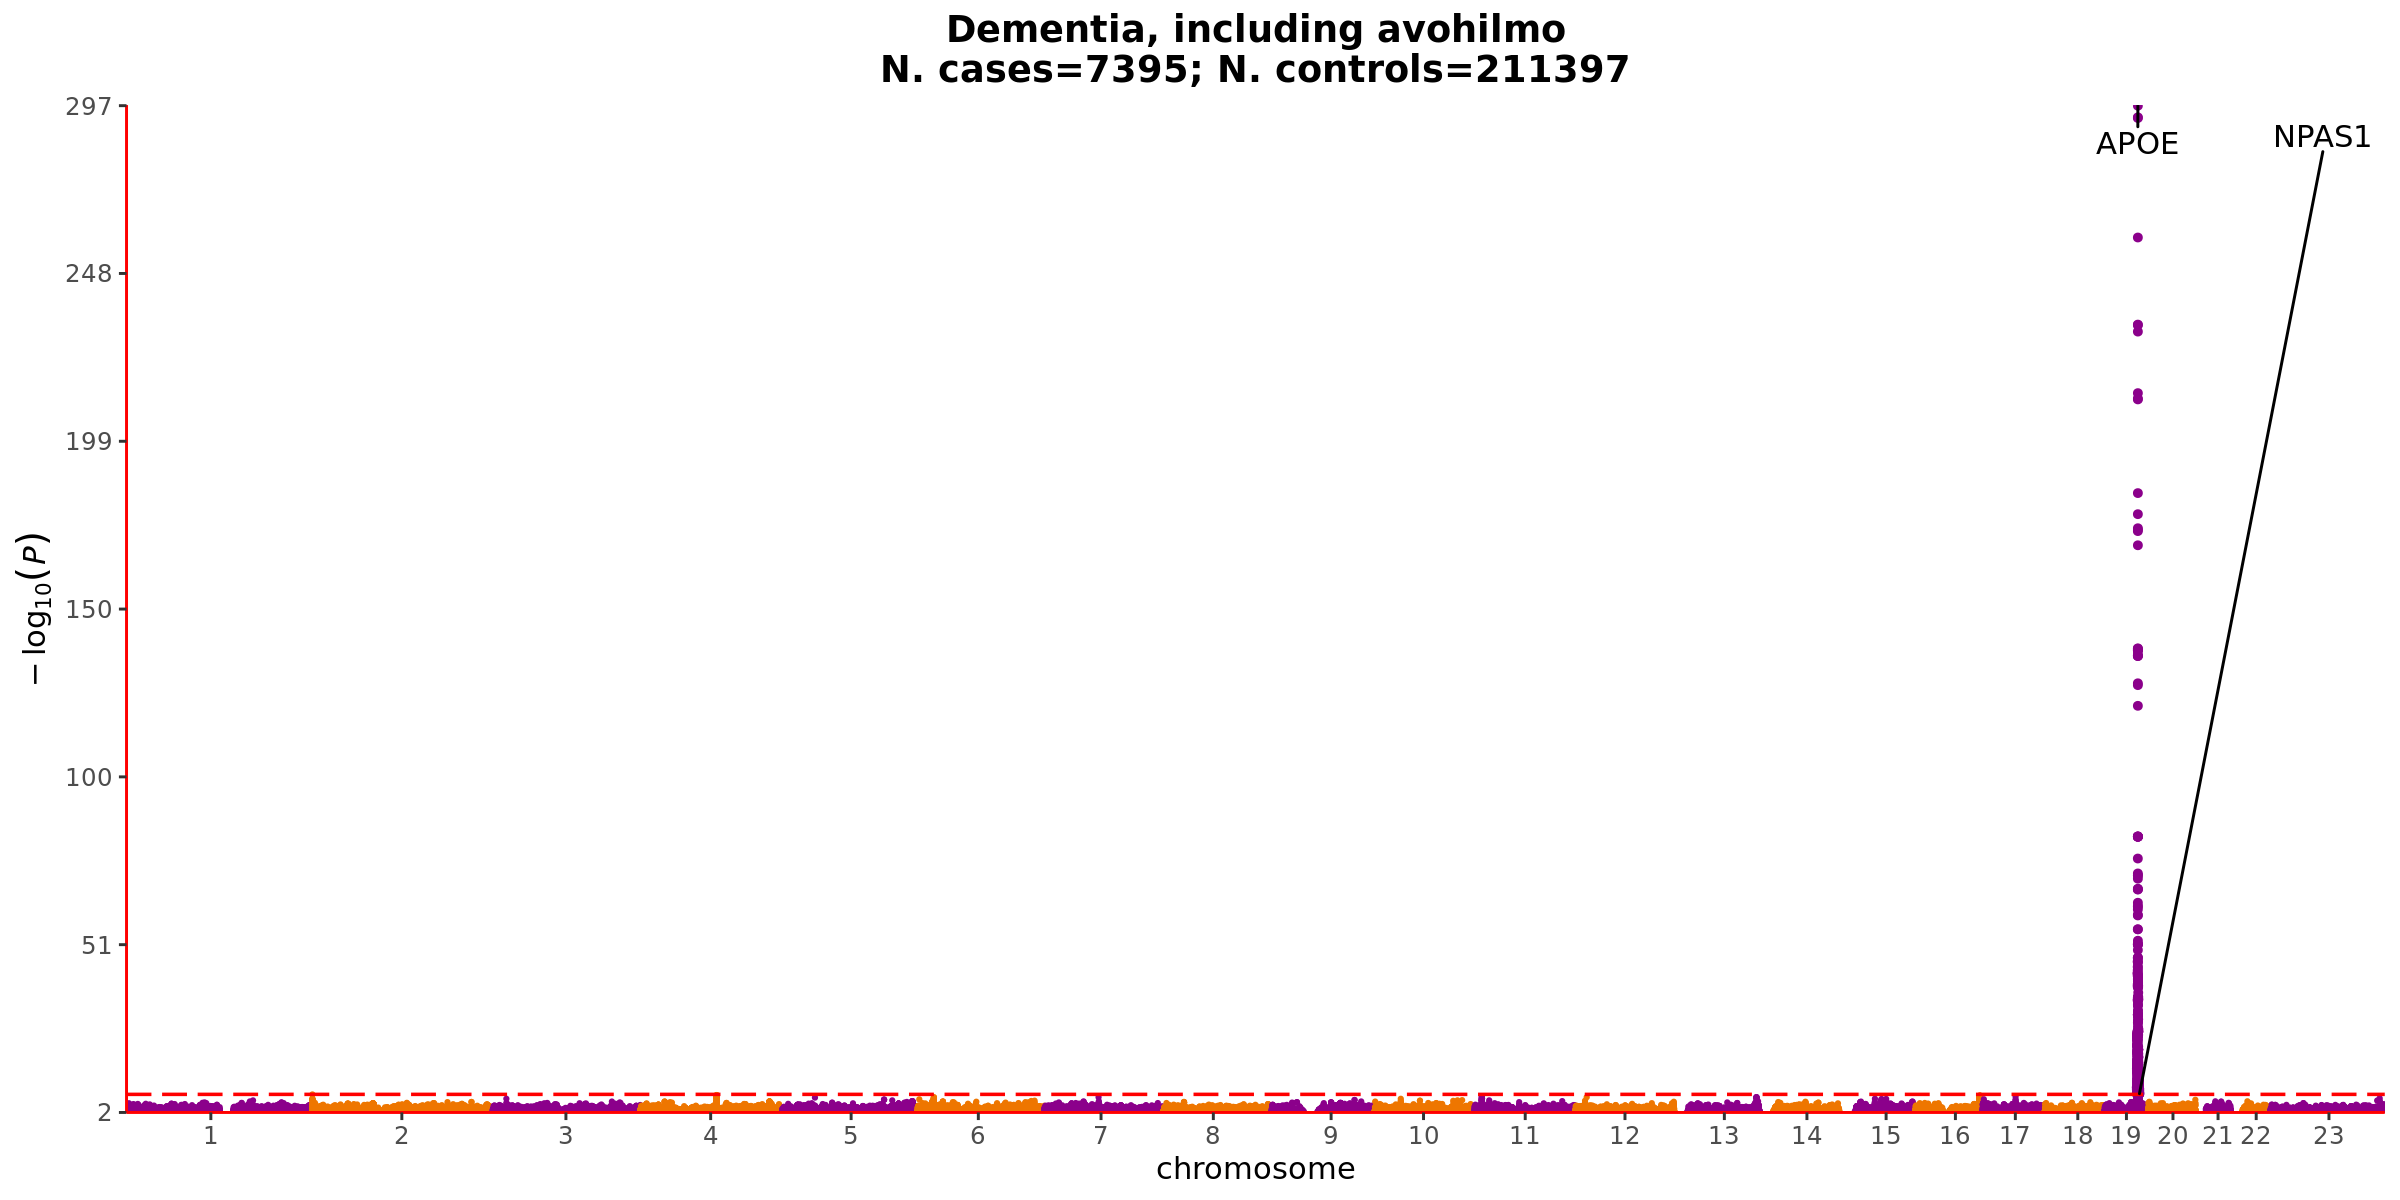 Dementia, including avohilmo
N. cases=7395; N. controls=211397
297
248
199
150
100
51
2
−log10(P)
APOE
NPAS1
1 2 3 4 5 6 7 8 9 10 11 12 13 14 15 16 17 18 19 20 21 22 23
chromosome